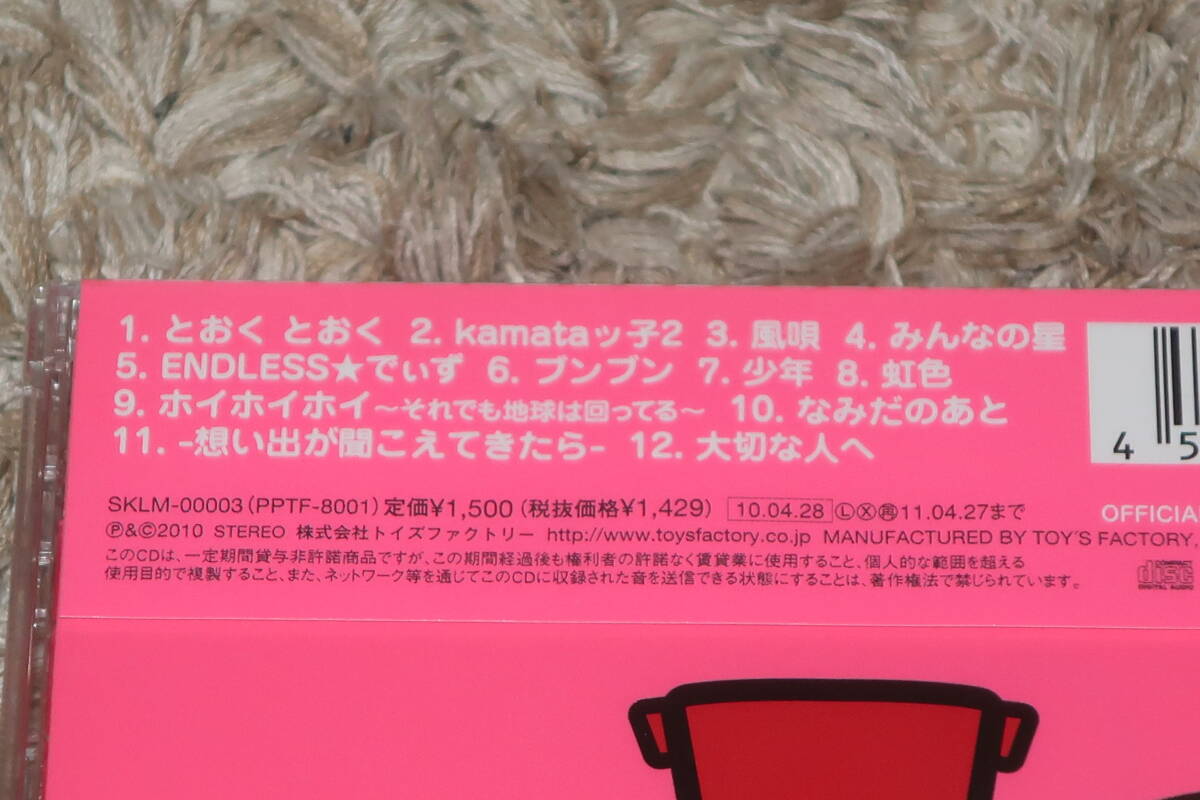 1. とおく とおく 2. kamataッ子2 3. 風唄 4. みんなの星
5. ENDLESS★でぃず 6. ブンブン 7. 少年 8. 虹色
9. ホイホイホイ～それでも地球は回ってる～ 10. なみだのあと
11. -想い出が聞こえてきたら- 12. 大切な人へ
4 5
SKLM-00003 (PPTF-8001) 定価¥1,500 (税抜価格¥1,429) 10.04.28 Ⓛ Ⓧ ㊞11.04.27まで
Ⓟ&©2010 STEREO 株式会社トイズファクトリー http://www.toysfactory.co.jp MANUFACTURED BY TOY'S FACTORY.
OFFICIA
このCDは、一定期間貸与非許諾商品ですが、この期間経過後も権利者の許諾なく賃貸業に使用すること、個人的な範囲を超える
使用目的で複製すること、また、ネットワーク等を通じてこのCDに収録された音を送信できる状態にすることは、著作権法で禁じられています。
COMPACT
disc
DIGITAL AUDIO